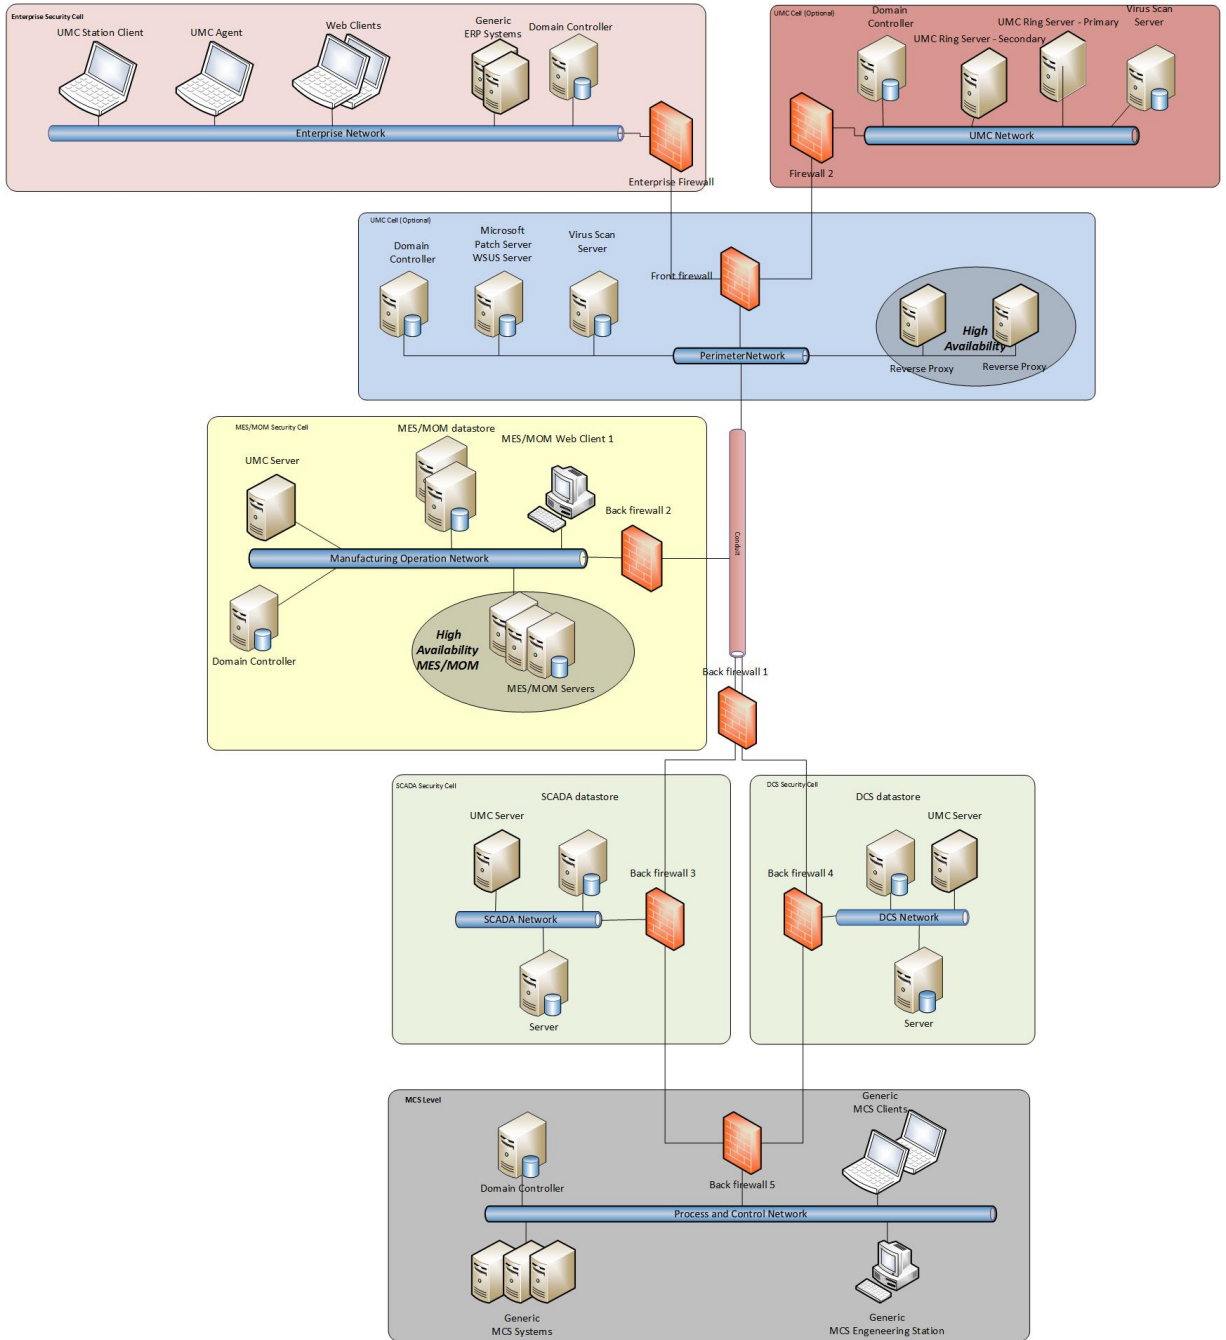 Enterprise Security Cell
UMC Station Client
UMC Agent
Web Clients
Generic
ERP Systems
Domain Controller
Enterprise Network
Enterprise Firewall
UMC Cell (Optional)
Domain
Controller
UMC Ring Server - Secondary
UMC Ring Server - Primary
Virus Scan
Server
UMC Network
Firewall 2
UMC Cell (Optional)
Domain
Controller
Microsoft
Patch Server
WSUS Server
Virus Scan
Server
Front firewall
PerimeterNetwork
High
Availability
Reverse Proxy
Reverse Proxy
Conduit
MES/MOM Security Cell
UMC Server
MES/MOM datastore
MES/MOM Web Client 1
Back firewall 2
Manufacturing Operation Network
Domain Controller
High
Availability
MES/MOM
MES/MOM Servers
Back firewall 1
SCADA Security Cell
SCADA datastore
UMC Server
Back firewall 3
SCADA Network
Server
DCS Security Cell
DCS datastore
UMC Server
Back firewall 4
DCS Network
Server
MCS Level
Domain Controller
Back firewall 5
Generic
MCS Clients
Process and Control Network
Generic
MCS Systems
Generic
MCS Engeneering Station